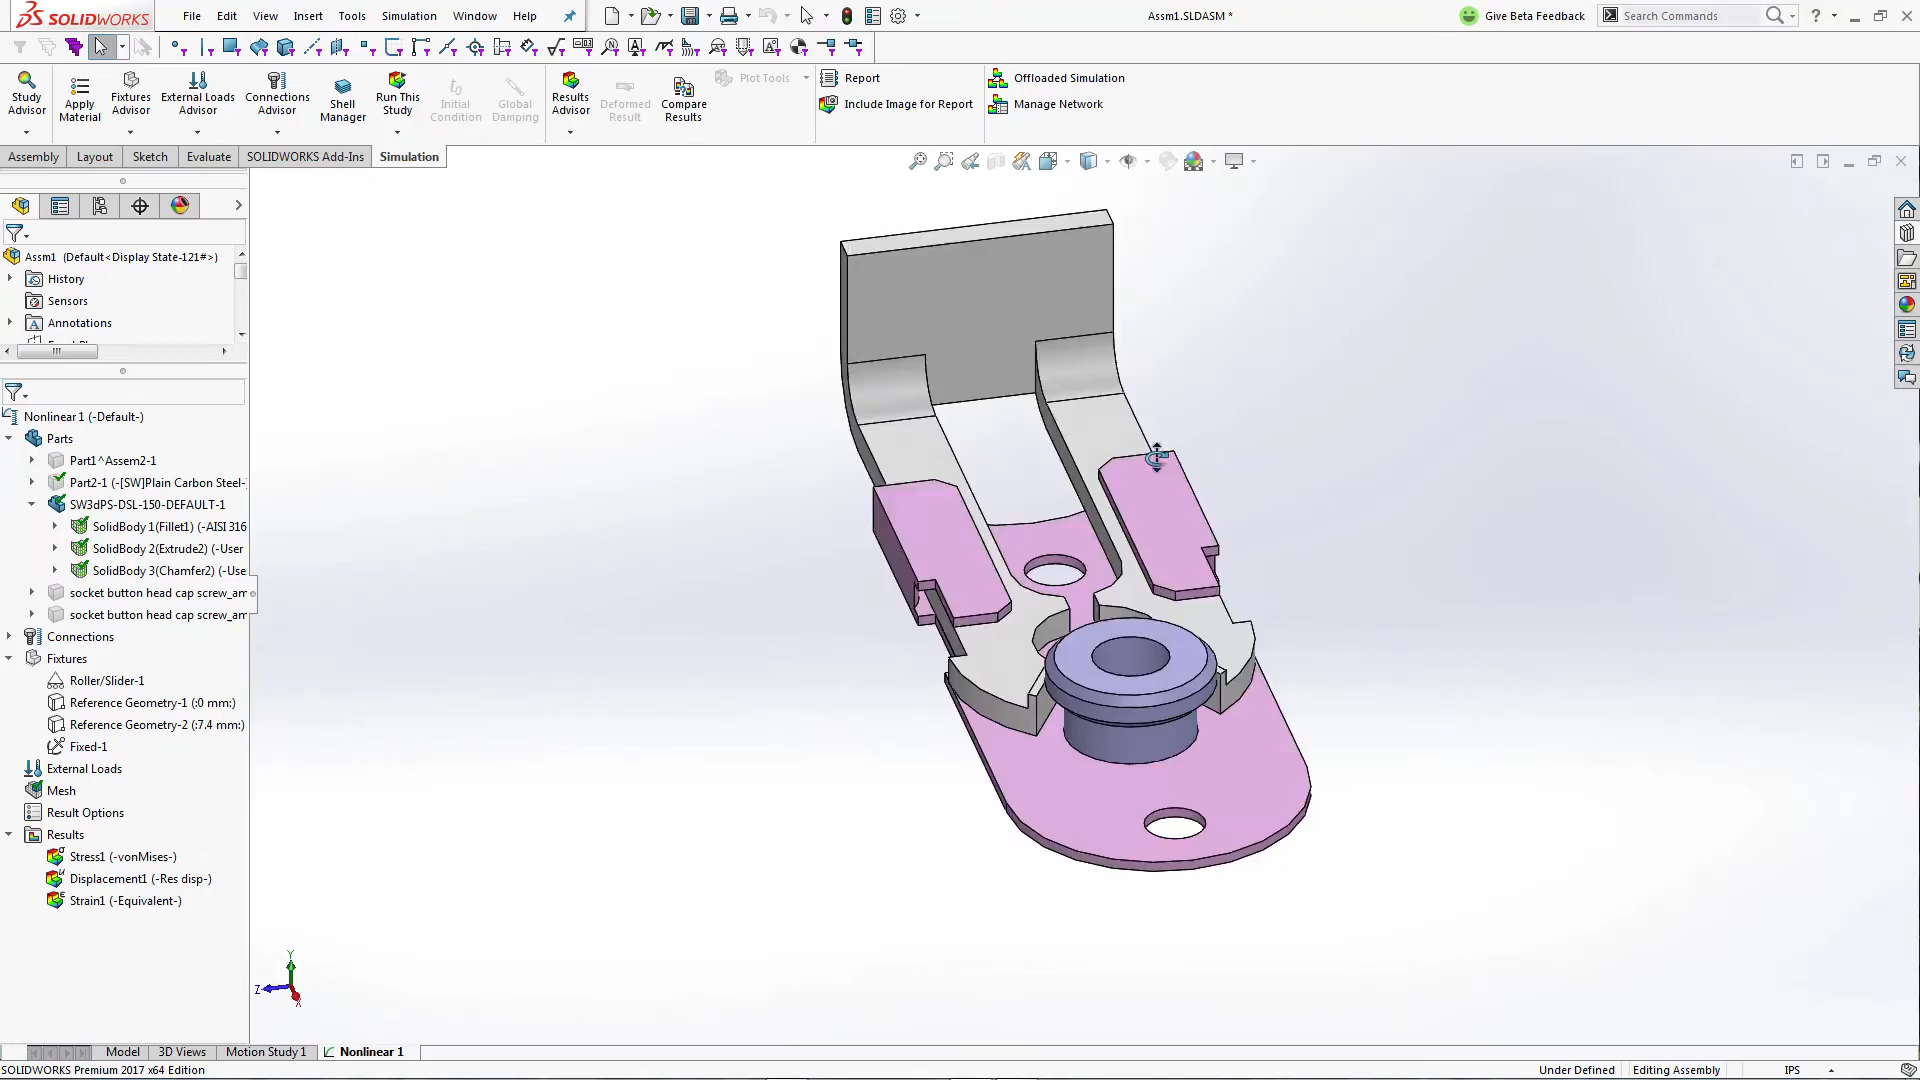 SOLIDWORKS
File Edit View Insert Tools Simulation Window Help
Assm1.SLDASM *
Give Beta Feedback
Search Commands
Study Advisor
Apply Material
Fixtures Advisor
External Loads Advisor
Connections Advisor
Shell Manager
Run This Study
Initial Condition
Global Damping
Results Advisor
Deformed Result
Compare Results
Plot Tools
Report
Include Image for Report
Offloaded Simulation
Manage Network
Assembly Layout Sketch Evaluate SOLIDWORKS Add-Ins Simulation
Assm1 (Default<Display State-121#>)
History
Sensors
Annotations
Nonlinear 1 (-Default-)
Parts
Part1^Assem2-1
Part2-1 (-[SW]Plain Carbon Steel-
SW3dPS-DSL-150-DEFAULT-1
SolidBody 1(Fillet1) (-AISI 316
SolidBody 2(Extrude2) (-User
SolidBody 3(Chamfer2) (-Use
socket button head cap screw_am
socket button head cap screw_am
Connections
Fixtures
Roller/Slider-1
Reference Geometry-1 (:0 mm:)
Reference Geometry-2 (:7.4 mm:)
Fixed-1
External Loads
Mesh
Result Options
Results
Stress1 (-vonMises-)
Displacement1 (-Res disp-)
Strain1 (-Equivalent-)
Y
Z
X
Model 3D Views Motion Study 1 Nonlinear 1
SOLIDWORKS Premium 2017 x64 Edition
Under Defined Editing Assembly IPS